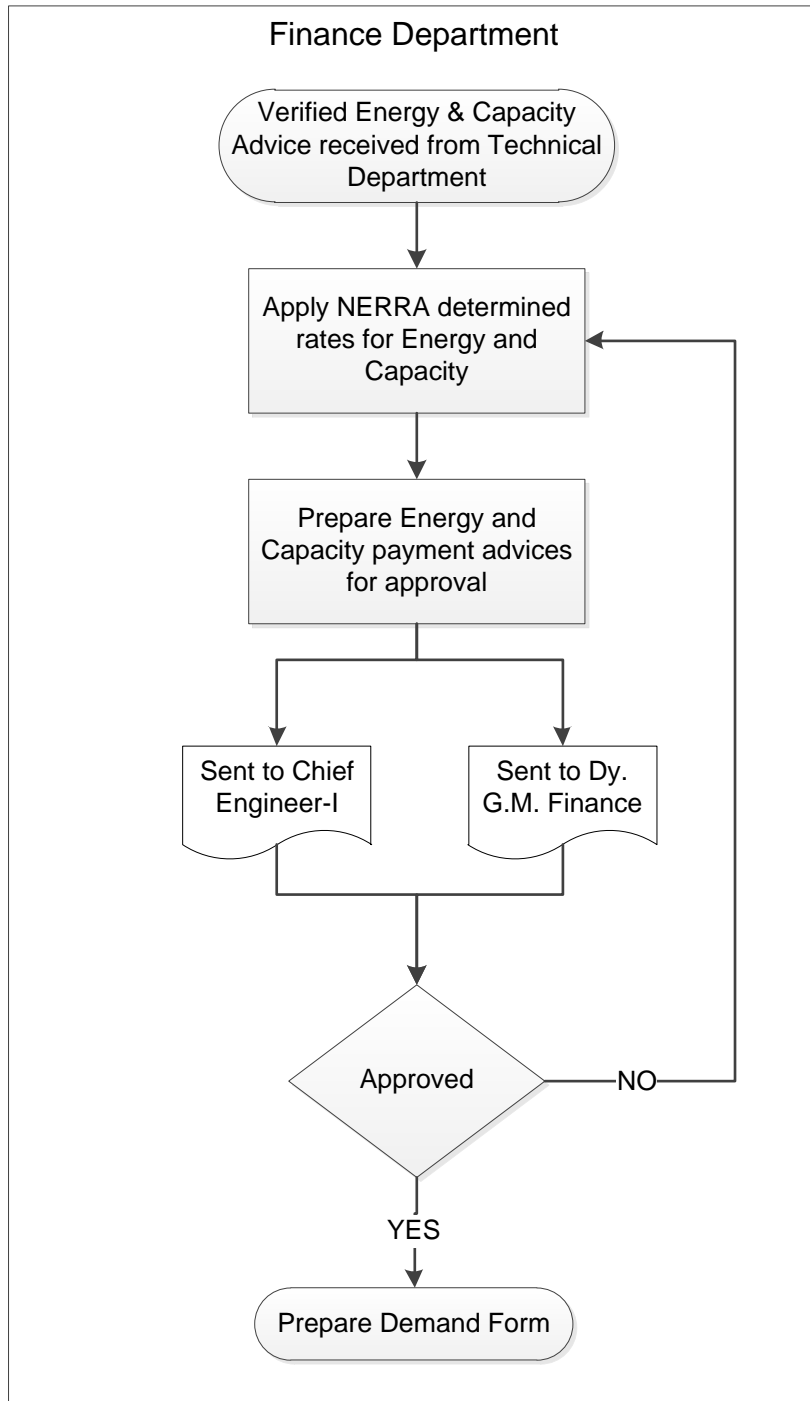 Finance Department
Verified Energy & Capacity
Advice received from Technical
Department
Apply NERRA determined
rates for Energy and
Capacity
Prepare Energy and
Capacity payment advices
for approval
Sent to Chief
Engineer-I
Sent to Dy.
G.M. Finance
Approved
NO
YES
Prepare Demand Form